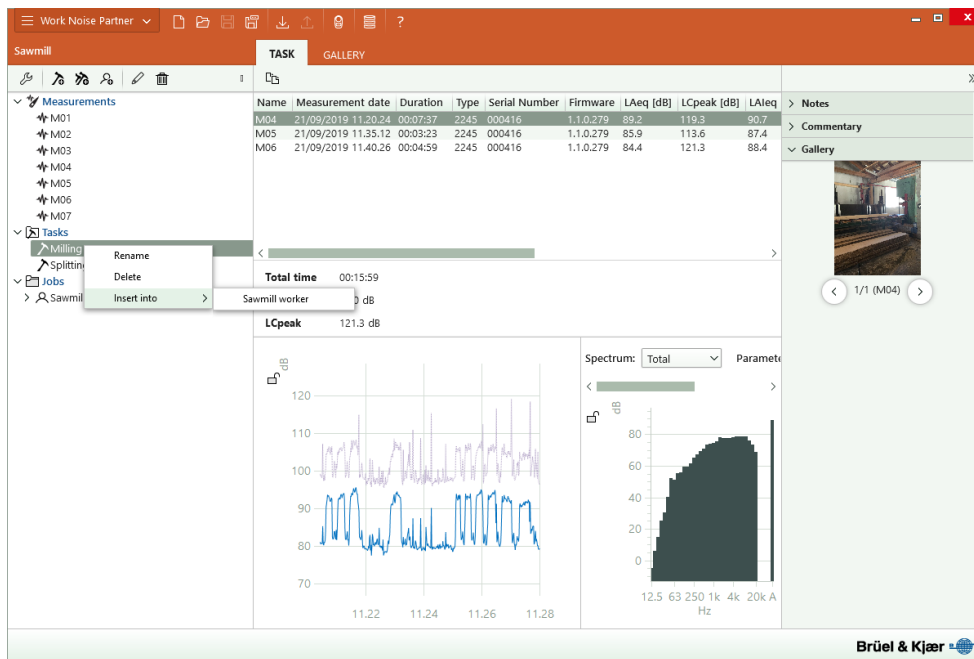 Work Noise Partner
?
Sawmill
TASK GALLERY
Measurements
M01
M02
M03
M04
M05
M06
M07
Tasks
Milling
Splitting
Jobs
Sawmil
Rename
Delete
Insert into
Sawmill worker
Name Measurement date Duration Type Serial Number Firmware LAeq [dB] LCpeak [dB] LAIeq
M04 21/09/2019 11.20.24 00:07:37 2245 000416 1.1.0.279 89.2 119.3 90.7
M05 21/09/2019 11.35.12 00:03:23 2245 000416 1.1.0.279 85.9 113.6 87.4
M06 21/09/2019 11.40.26 00:04:59 2245 000416 1.1.0.279 84.4 121.3 88.4
Total time 00:15:59
dB
LCpeak 121.3 dB
dB
120
110
100
90
80
70
11.22 11.24 11.26 11.28
Spectrum: Total Paramete
dB
80
60
40
20
0
12.5 63 250 1k 4k 20k A
Hz
Notes
Commentary
Gallery
1/1 (M04)
Brüel & Kjær